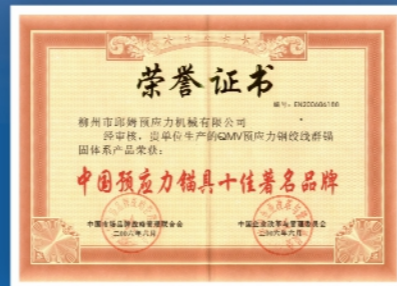 荣誉证书
编号：EN200606188
柳州市邱姆预应力机械有限公司
经审核，贵单位生产的QMV预应力钢绞线群锚
固体系产品荣获：
中国预应力锚具十佳著名品牌
二〇〇六年六月
二〇〇六年六月